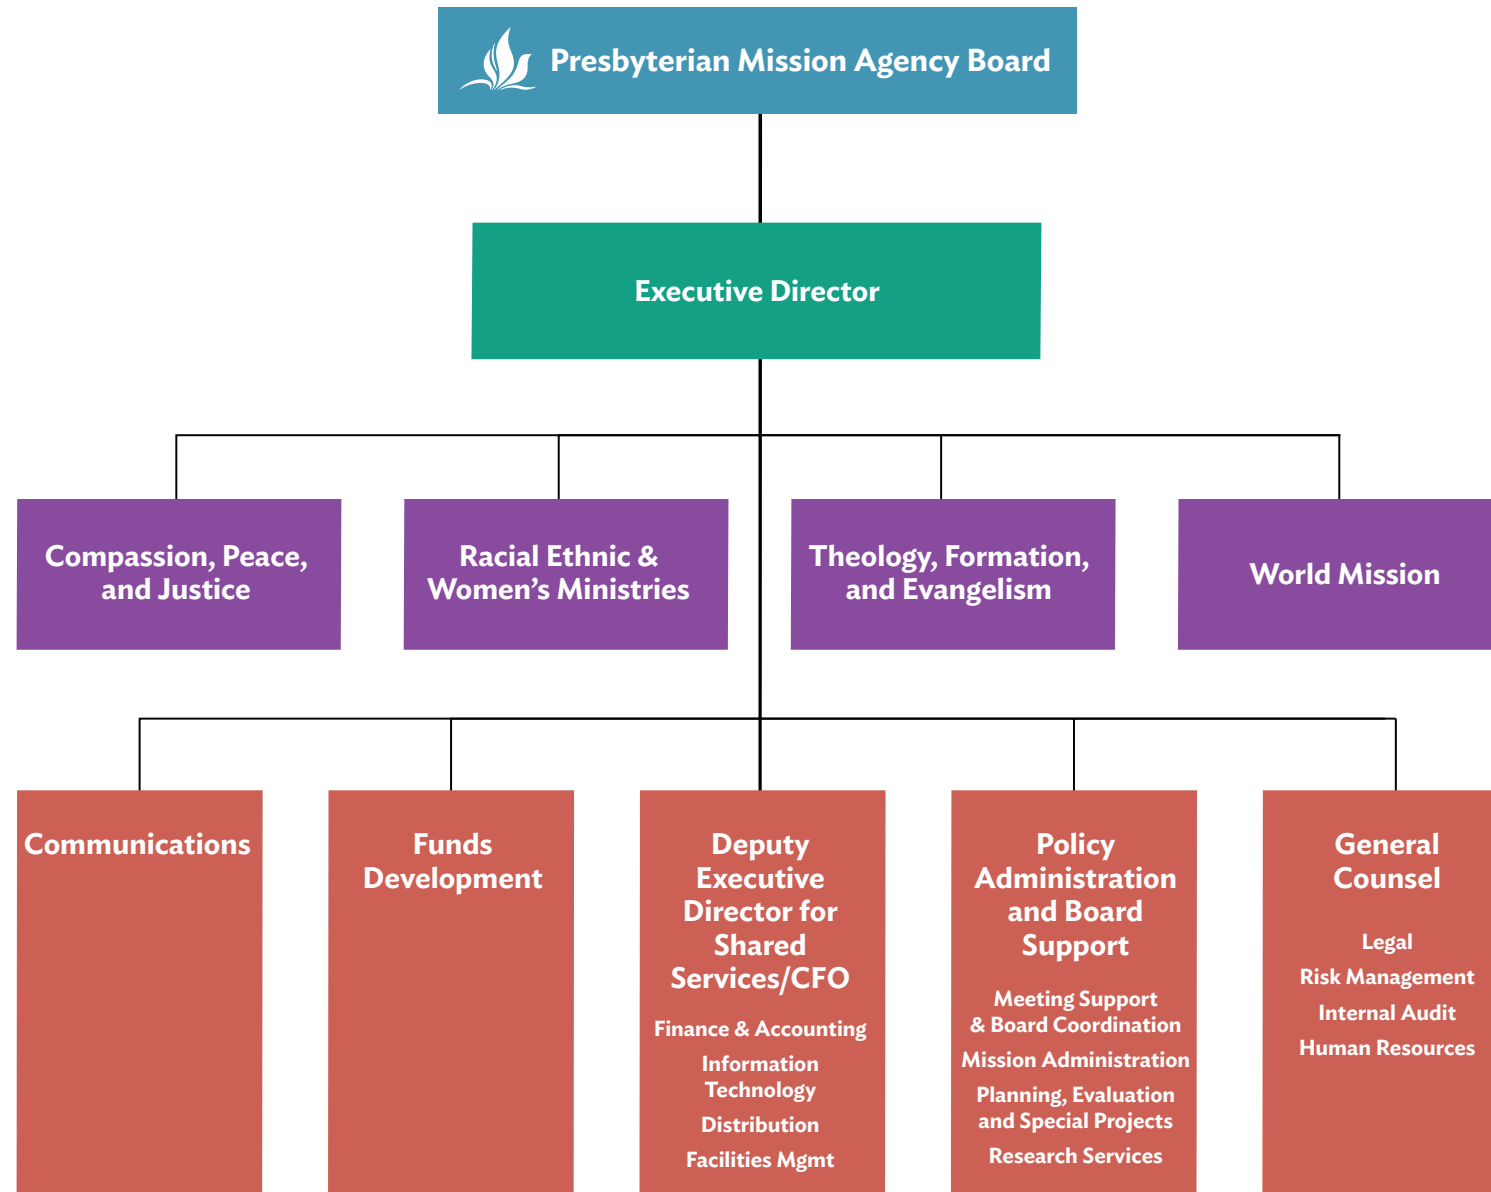 Presbyterian Mission Agency Board
Executive Director
Compassion, Peace,
and Justice
Racial Ethnic &
Women’s Ministries
Theology, Formation,
and Evangelism
World Mission
Communications
Funds
Development
Deputy
Executive
Director for
Shared
Services/CFO
Finance & Accounting
Information
Technology
Distribution
Facilities Mgmt
Policy
Administration
and Board
Support
Meeting Support
& Board Coordination
Mission Administration
Planning, Evaluation
and Special Projects
Research Services
General
Counsel
Legal
Risk Management
Internal Audit
Human Resources